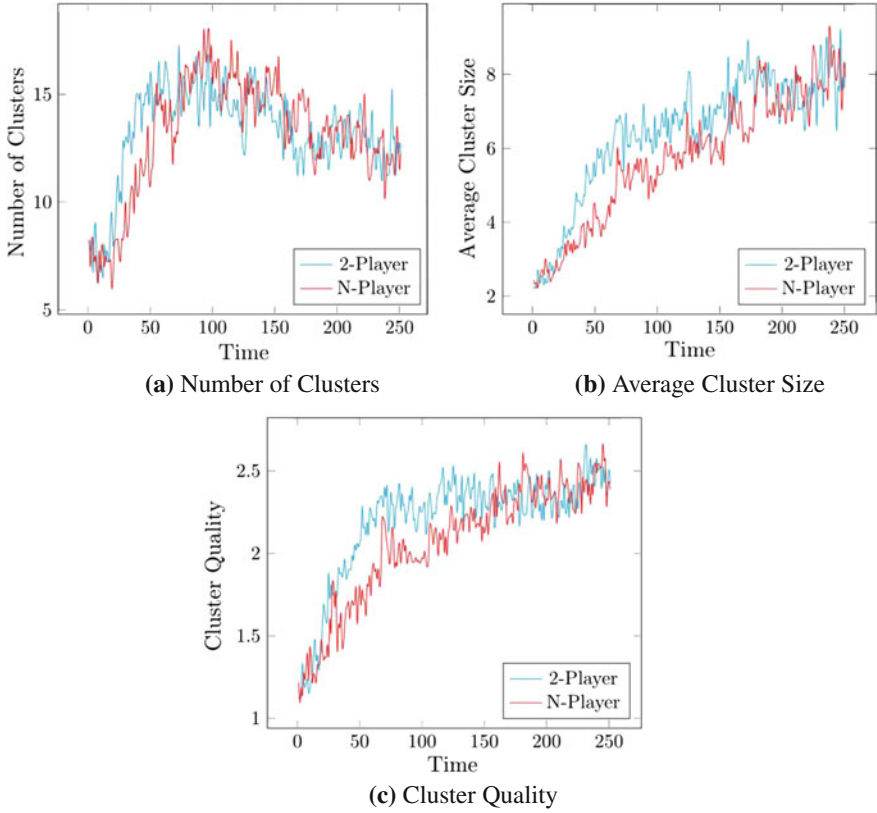 15
10
5
0
50
100
150
200
250
Number of Clusters
Time
2-Player
N-Player
(a) Number of Clusters
8
6
4
2
0
50
100
150
200
250
Average Cluster Size
Time
2-Player
N-Player
(b) Average Cluster Size
2.5
2
1.5
1
0
50
100
150
200
250
Cluster Quality
Time
2-Player
N-Player
(c) Cluster Quality